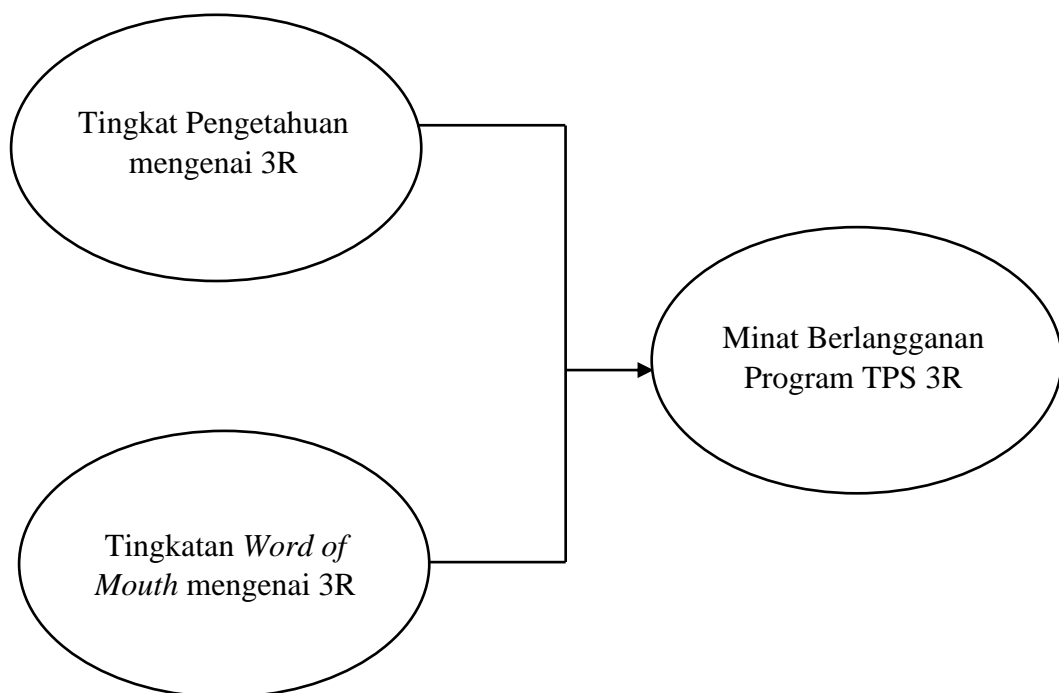 Tingkat Pengetahuan
mengenai 3R
Minat Berlangganan
Program TPS 3R
Tingkatan Word of
Mouth mengenai 3R